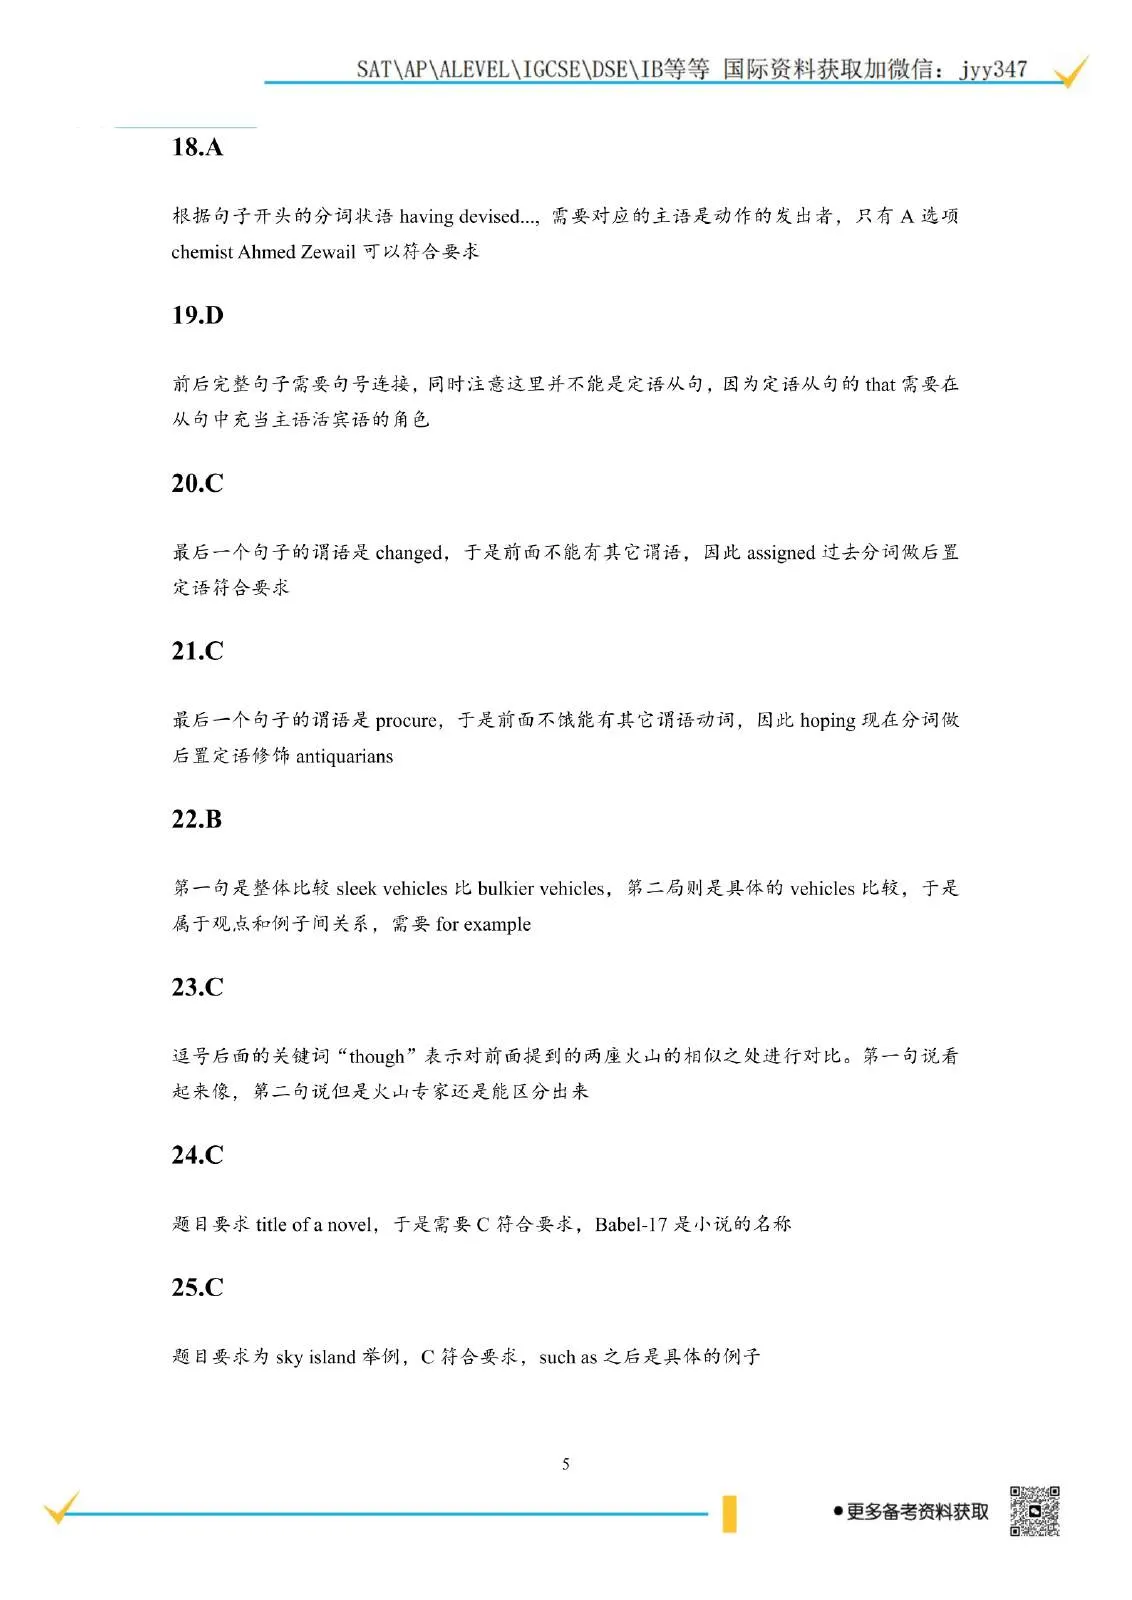 SAT\AP\ALEVEL\IGCSE\DSE\IB等等 国际资料获取加微信：jyy347
18.A
根据句子开头的分词状语 having devised..., 需要对应的主语是动作的发出者，只有 A 选项
chemist Ahmed Zewail 可以符合要求
19.D
前后完整句子需要句号连接，同时注意这里并不能是定语从句，因为定语从句的 that 需要在
从句中充当主语活宾语的角色
20.C
最后一个句子的谓语是 changed，于是前面不能有其它谓语，因此 assigned 过去分词做后置
定语符合要求
21.C
最后一个句子的谓语是 procure，于是前面不饿能有其它谓语动词，因此 hoping 现在分词做
后置定语修饰 antiquarians
22.B
第一句是整体比较 sleek vehicles 比 bulkier vehicles，第二局则是具体的 vehicles 比较，于是
属于观点和例子间关系，需要 for example
23.C
逗号后面的关键词“though”表示对前面提到的两座火山的相似之处进行对比。第一句说看
起来像，第二句说但是火山专家还是能区分出来
24.C
题目要求 title of a novel，于是需要 C 符合要求，Babel-17 是小说的名称
25.C
题目要求为 sky island 举例，C 符合要求，such as 之后是具体的例子
5
●更多备考资料获取